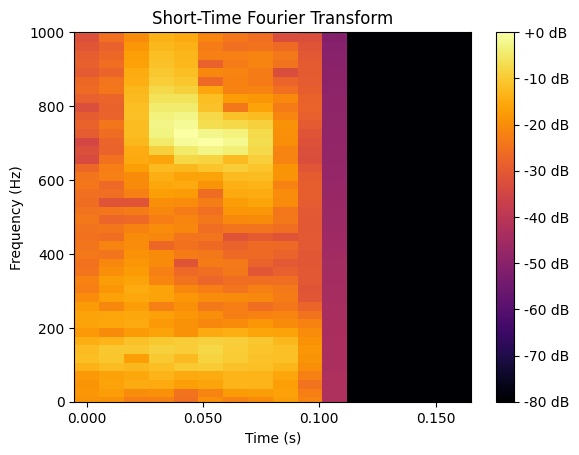 Short-Time Fourier Transform
1000
800
600
400
200
0
Frequency (Hz)
0.000
0.050
0.100
0.150
Time (s)
+0 dB
-10 dB
-20 dB
-30 dB
-40 dB
-50 dB
-60 dB
-70 dB
-80 dB